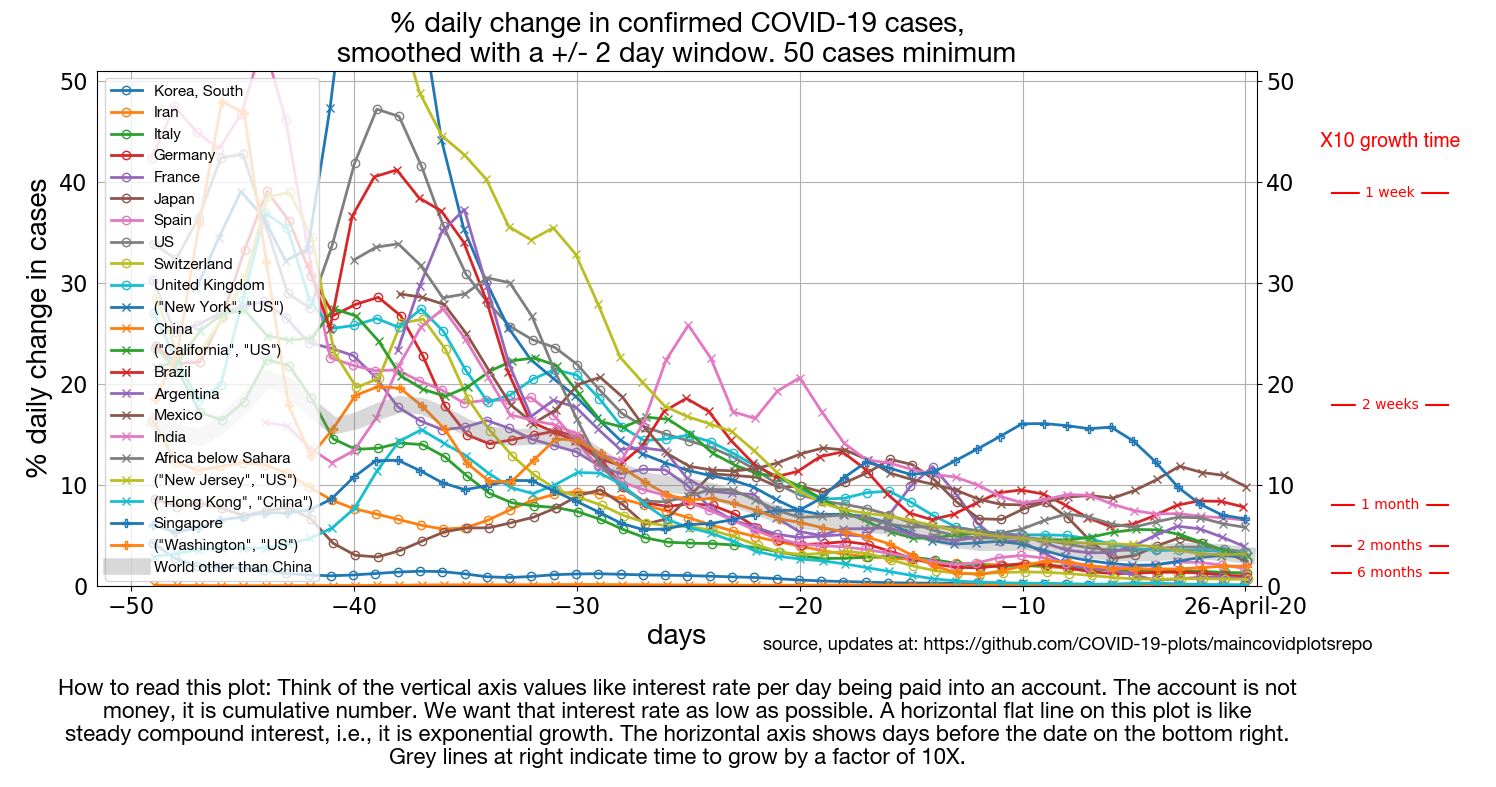 % daily change in confirmed COVID-19 cases,
smoothed with a +/- 2 day window. 50 cases minimum
% daily change in cases
50
40
30
20
10
0
Korea, South
Iran
Italy
Germany
France
Japan
Spain
US
Switzerland
United Kingdom
("New York", "US")
China
("California", "US")
Brazil
Argentina
Mexico
India
Africa below Sahara
("New Jersey", "US")
("Hong Kong", "China")
Singapore
("Washington", "US")
World other than China
50
40
30
20
10
0
X10 growth time
1 week
2 weeks
1 month
2 months
6 months
−50
−40
−30
−20
−10
26-April-20
days
source, updates at: https://github.com/COVID-19-plots/maincovidplotsrepo
How to read this plot: Think of the vertical axis values like interest rate per day being paid into an account. The account is not
money, it is cumulative number. We want that interest rate as low as possible. A horizontal flat line on this plot is like
steady compound interest, i.e., it is exponential growth. The horizontal axis shows days before the date on the bottom right.
Grey lines at right indicate time to grow by a factor of 10X.